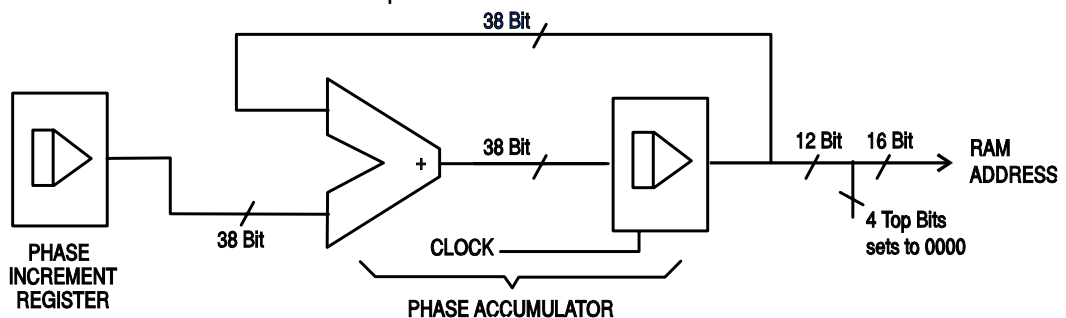 38 Bit
PHASE
INCREMENT
REGISTER
38 Bit
+
38 Bit
CLOCK
PHASE ACCUMULATOR
12 Bit
16 Bit
4 Top Bits
sets to 0000
RAM
ADDRESS